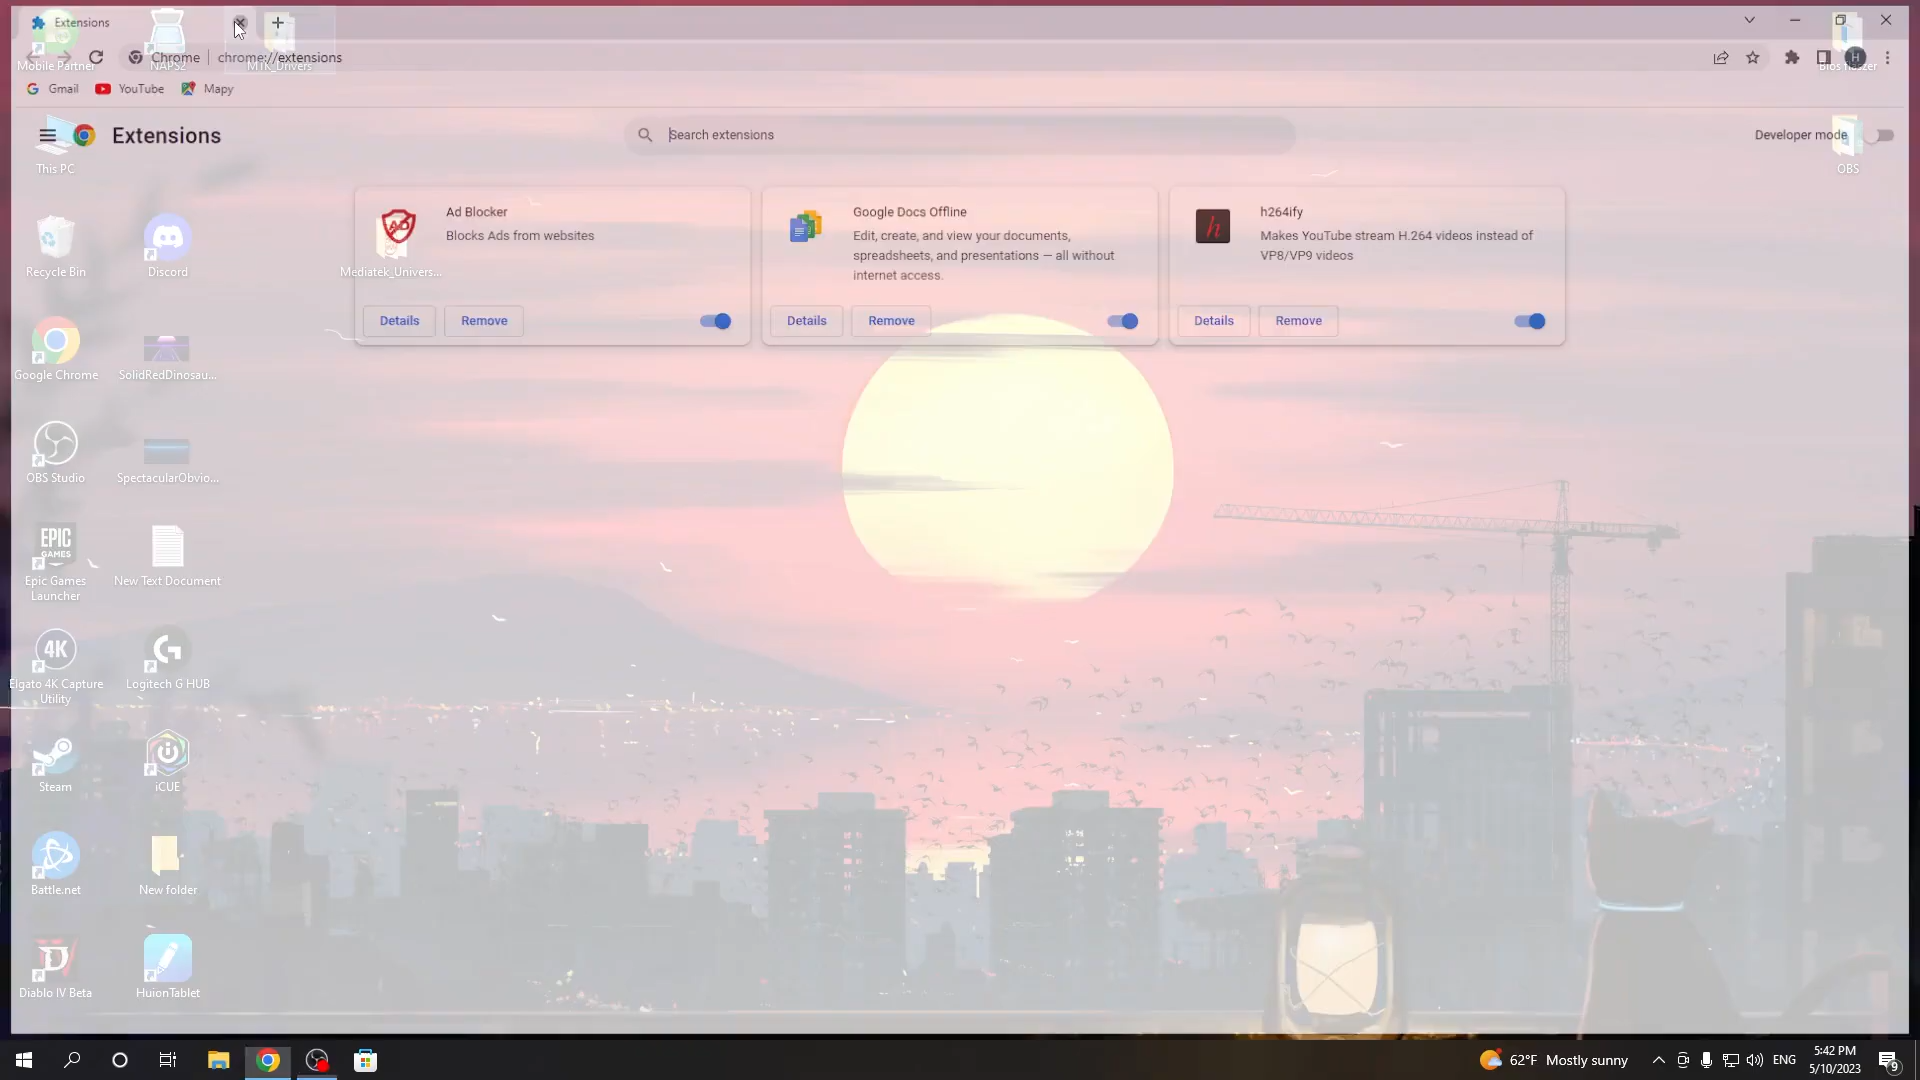 Extensions
Chrome
chrome://extensions
Gmail
YouTube
Mapy
Extensions
Search extensions
Developer mode
Ad Blocker
Blocks Ads from websites
Details
Remove
Google Docs Offline
Edit, create, and view your documents,
spreadsheets, and presentations — all without
internet access.
Details
Remove
h264ify
Makes YouTube stream H.264 videos instead of
VP8/VP9 videos
Details
Remove
Mobile Partner
NAPS2
MTK_Drivers
This PC
OBS
Recycle Bin
Discord
Mediatek_Univers...
Google Chrome
SolidRedDinosau...
OBS Studio
SpectacularObvio...
EPIC
GAMES
Epic Games
Launcher
New Text Document
4K
Elgato 4K Capture
Utility
Logitech G HUB
Steam
iCUE
Battle.net
New folder
Diablo IV Beta
HuionTablet
62°F Mostly sunny
ENG
5:42 PM
5/10/2023
9